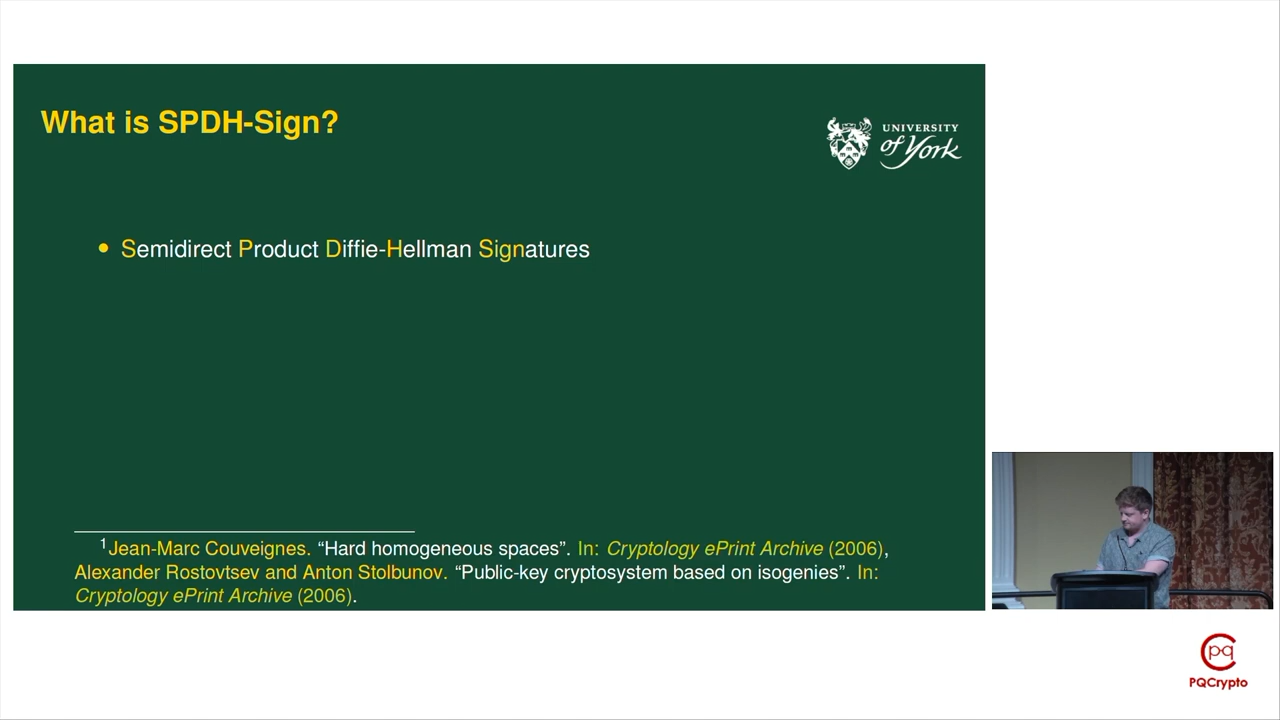 What is SPDH-Sign?
UNIVERSITY
of York
• Semidirect Product Diffie-Hellman Signatures
1Jean-Marc Couveignes. “Hard homogeneous spaces”. In: Cryptology ePrint Archive (2006),
Alexander Rostovtsev and Anton Stolbunov. “Public-key cryptosystem based on isogenies”. In:
Cryptology ePrint Archive (2006).
pq
PQCrypto